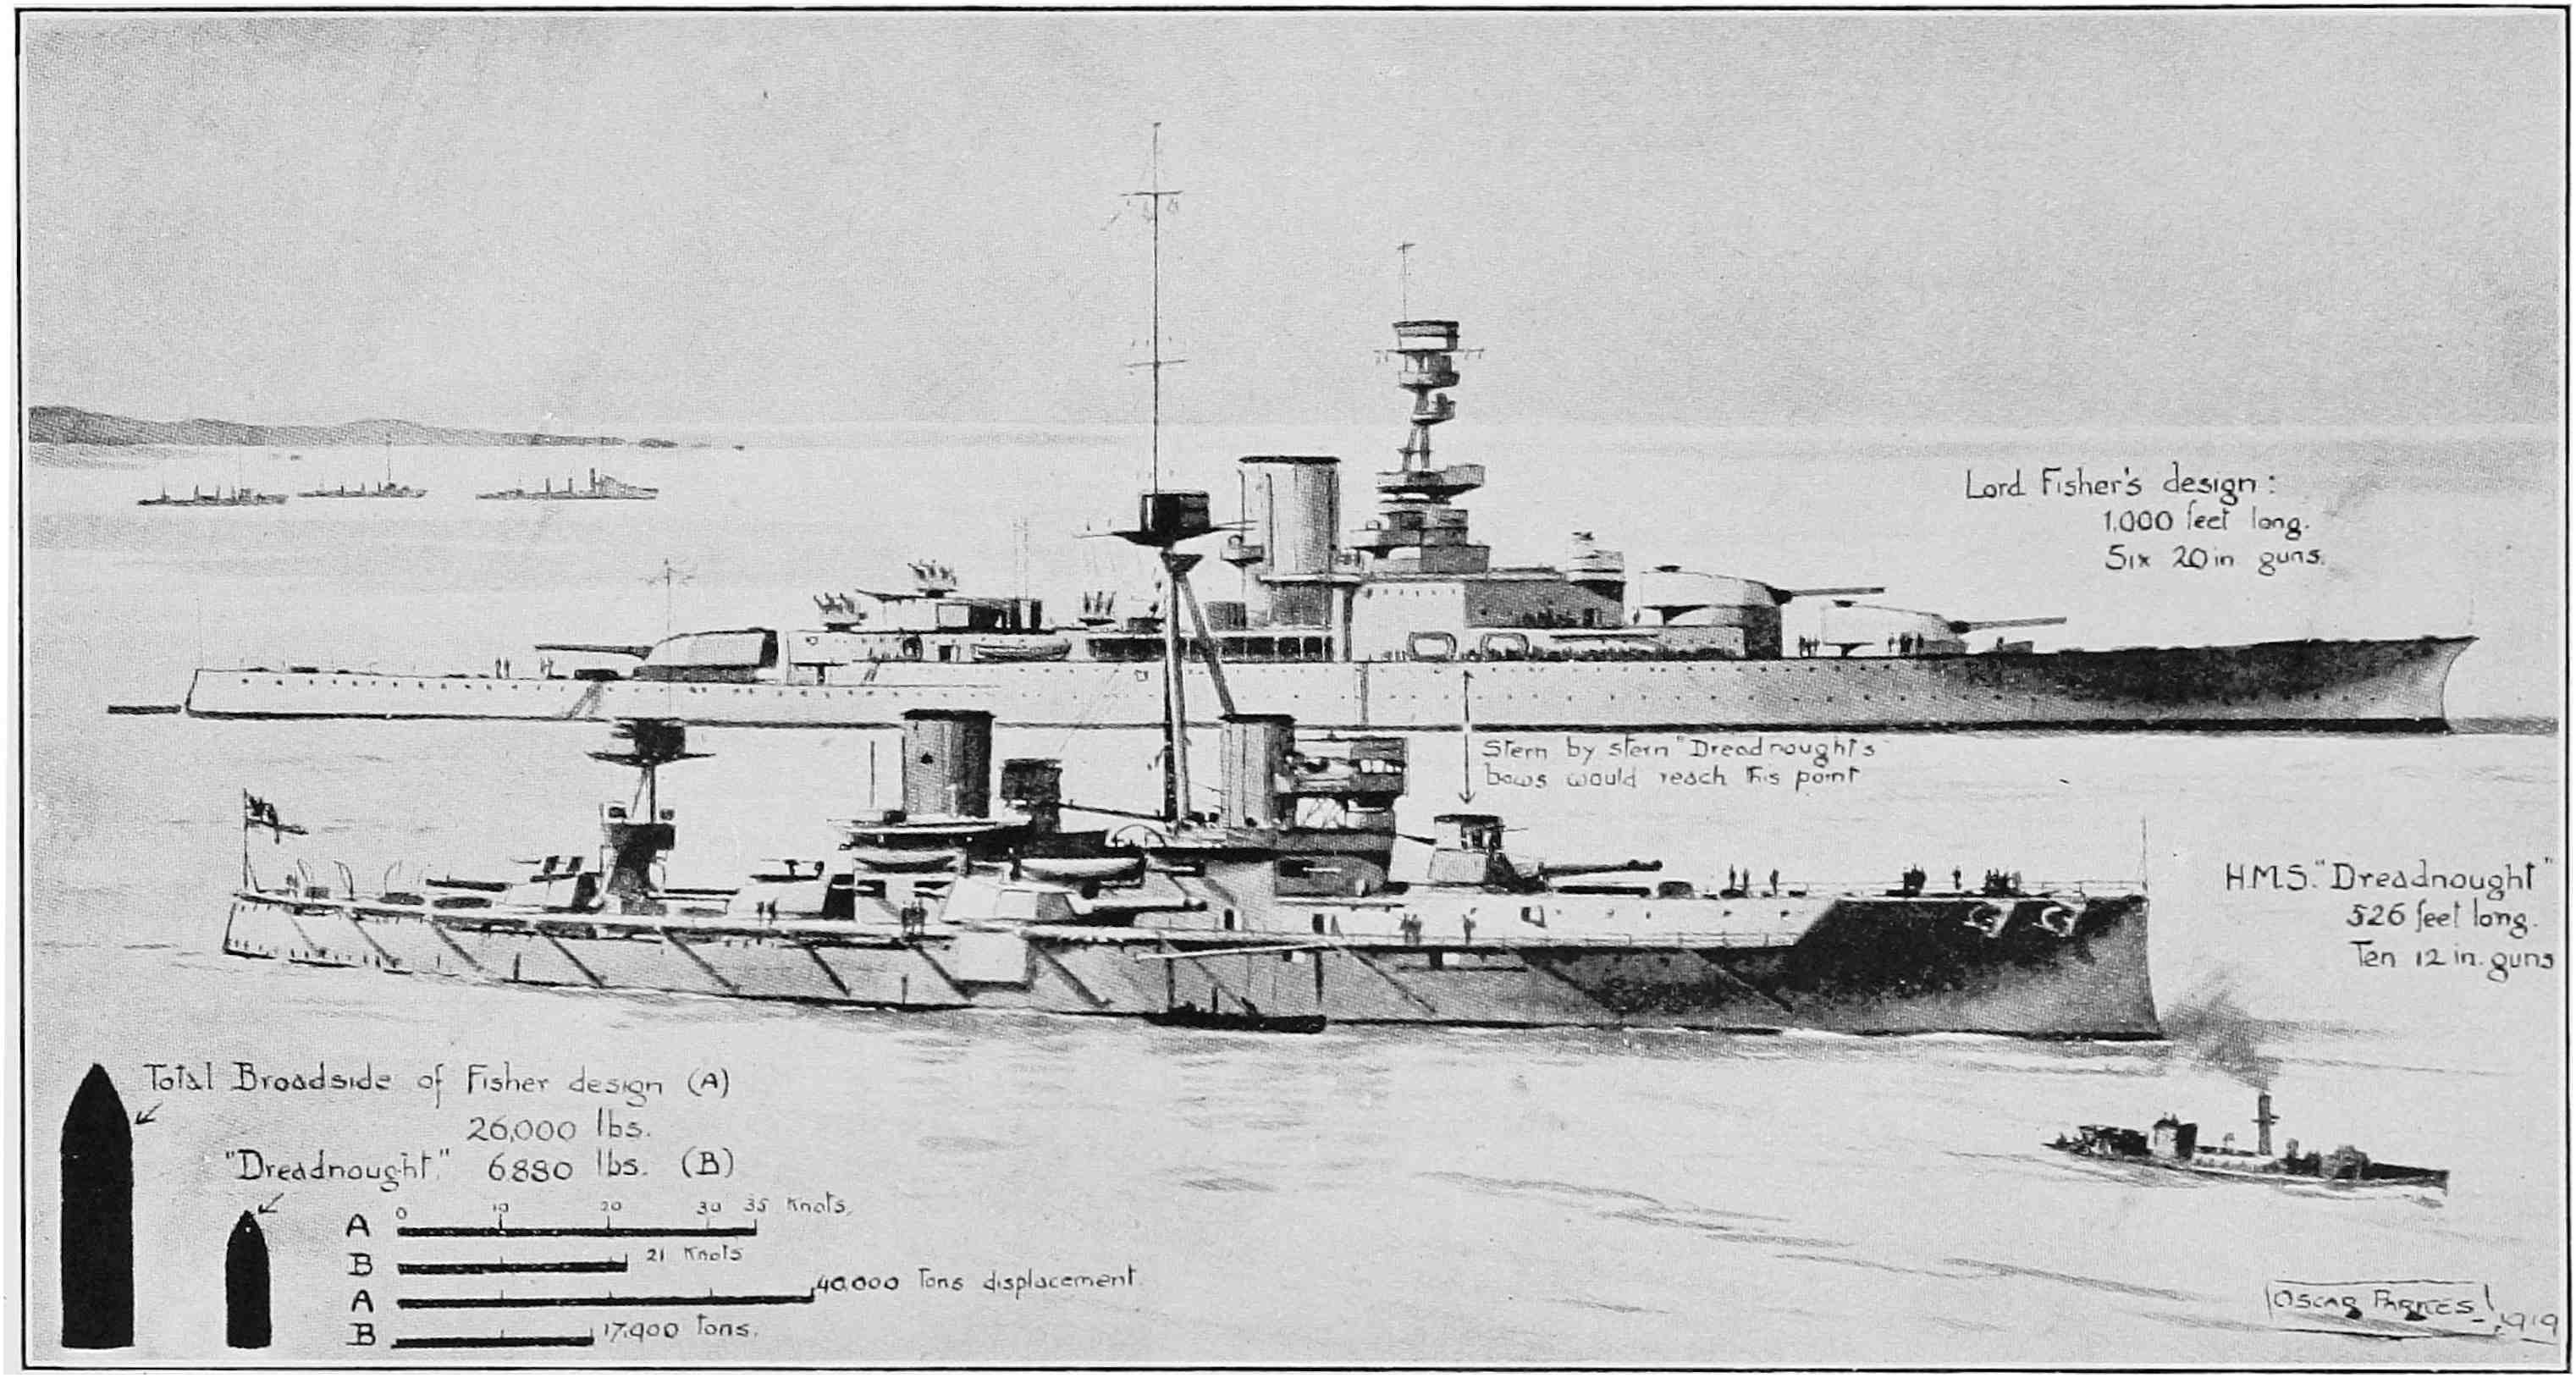 Lord Fisher's design:
1,000 feet long.
Six 20 in guns.
Stern by stern "Dreadnought's
bows would reach this point
H.M.S. "Dreadnought"
526 feet long.
Ten 12 in. guns
Total Broadside of Fisher design (A)
26,000 lbs.
"Dreadnought," 6880 lbs. (B)
0 10 20 30 35 Knots.
A
B 21 Knots
A 40,000 Tons displacement.
B 17,900 Tons.
OSCAR PARKES 1919